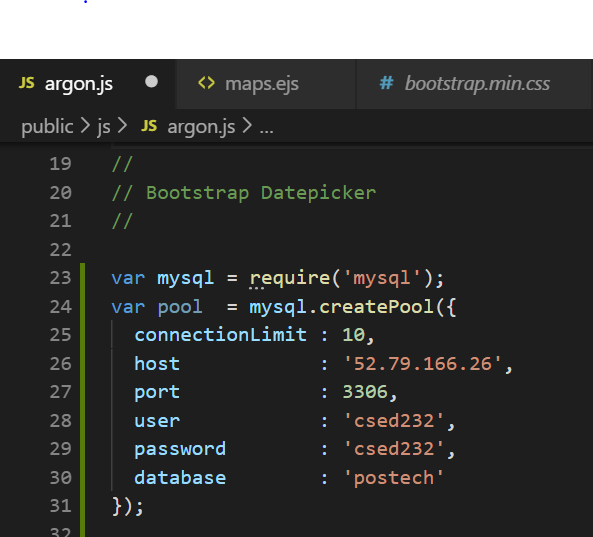 JS argon.js ● <> maps.ejs # bootstrap.min.css
public > js > JS argon.js > ...
19 //
20 // Bootstrap Datepicker
21 //
22
23 var mysql = require('mysql');
24 var pool  = mysql.createPool({
25   connectionLimit : 10,
26   host            : '52.79.166.26',
27   port            : 3306,
28   user            : 'csed232',
29   password        : 'csed232',
30   database        : 'postech'
31 });
32